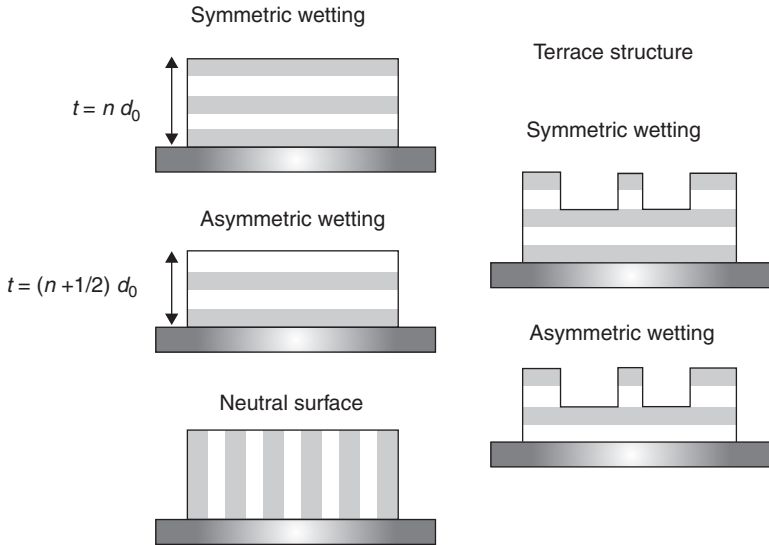 Symmetric wetting
t = n d0
Asymmetric wetting
t = (n +1/2) d0
Neutral surface
Terrace structure
Symmetric wetting
Asymmetric wetting